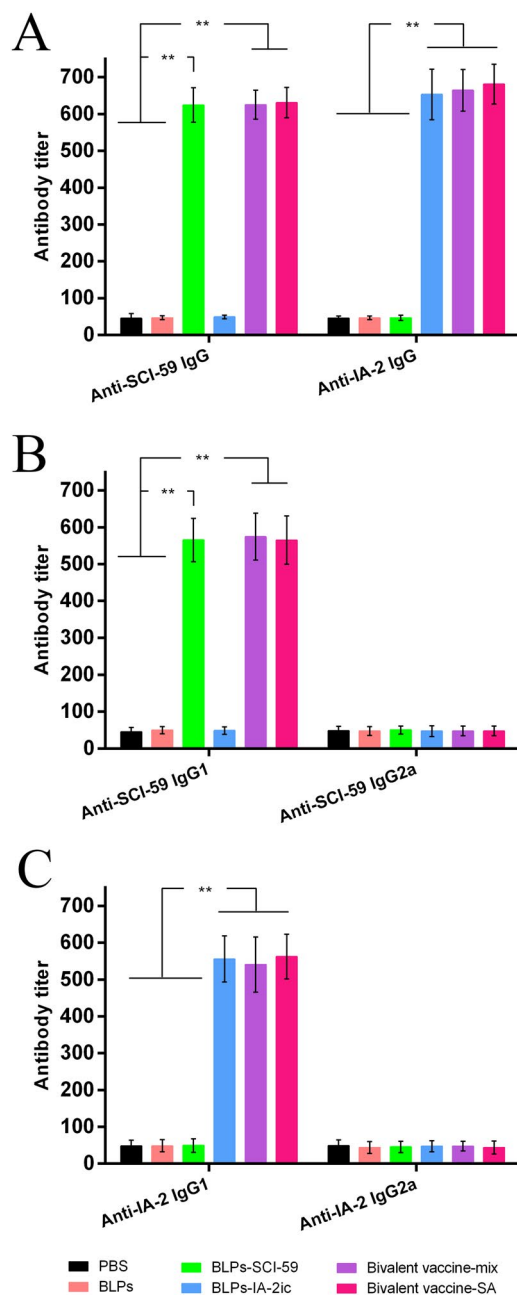 A
**
**
**
Antibody titer
700
600
500
400
300
200
100
0
Anti-SCI-59 IgG
Anti-IA-2 IgG
B
**
**
Antibody titer
700
600
500
400
300
200
100
0
Anti-SCI-59 IgG1
Anti-SCI-59 IgG2a
C
**
Antibody titer
700
600
500
400
300
200
100
0
Anti-IA-2 IgG1
Anti-IA-2 IgG2a
PBS
BLPs-SCI-59
Bivalent vaccine-mix
BLPs
BLPs-IA-2ic
Bivalent vaccine-SA